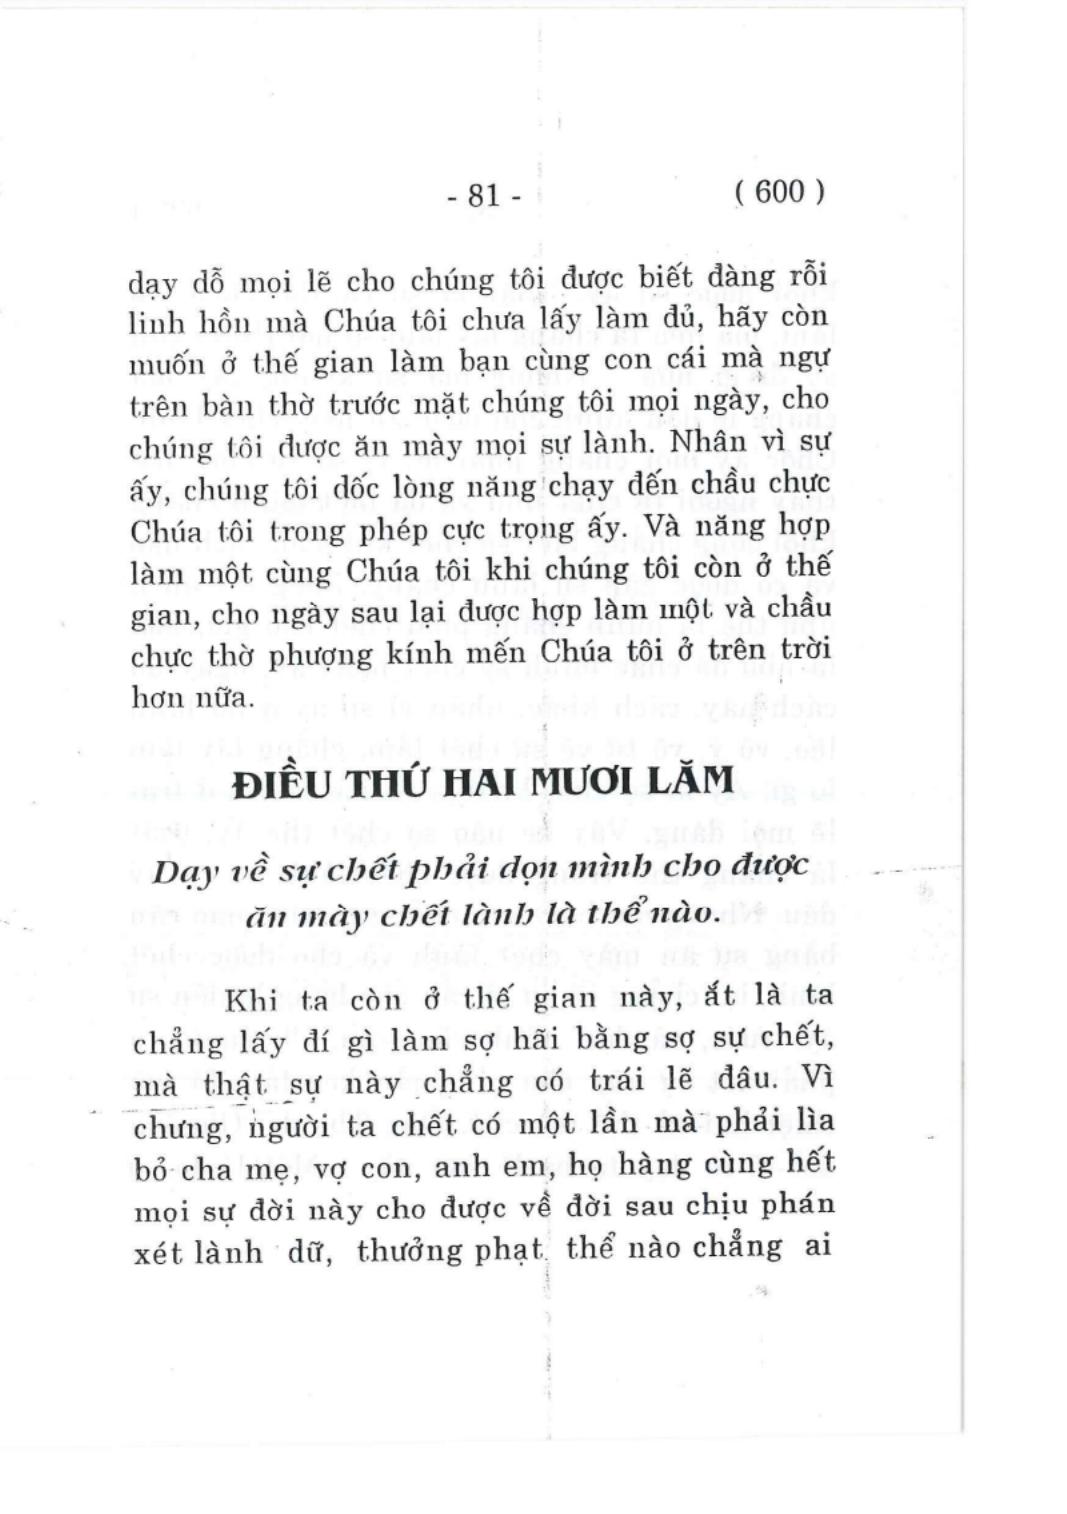 - 81 - ( 600 )
dạy dỗ mọi lẽ cho chúng tôi được biết đàng rỗi
linh hồn mà Chúa tôi chưa lấy làm đủ, hãy còn
muốn ở thế gian làm bạn cùng con cái mà ngự
trên bàn thờ trước mặt chúng tôi mọi ngày, cho
chúng tôi được ăn mày mọi sự lành. Nhân vì sự
ấy, chúng tôi dốc lòng năng chạy đến chầu chực
Chúa tôi trong phép cực trọng ấy. Và năng hợp
làm một cùng Chúa tôi khi chúng tôi còn ở thế
gian, cho ngày sau lại được hợp làm một và chầu
chực thờ phượng kính mến Chúa tôi ở trên trời
hơn nữa.
ĐIỀU THỨ HAI MƯƠI LĂM
Dạy về sự chết phải dọn mình cho được
ăn mày chết lành là thể nào.
Khi ta còn ở thế gian này, ắt là ta
chẳng lấy đí gì làm sợ hãi bằng sợ sự chết,
mà thật sự này chẳng có trái lẽ đâu. Vì
chưng, người ta chết có một lần mà phải lìa
bỏ cha mẹ, vợ con, anh em, họ hàng cùng hết
mọi sự đời này cho được về đời sau chịu phán
xét lành dữ, thưởng phạt thể nào chẳng ai